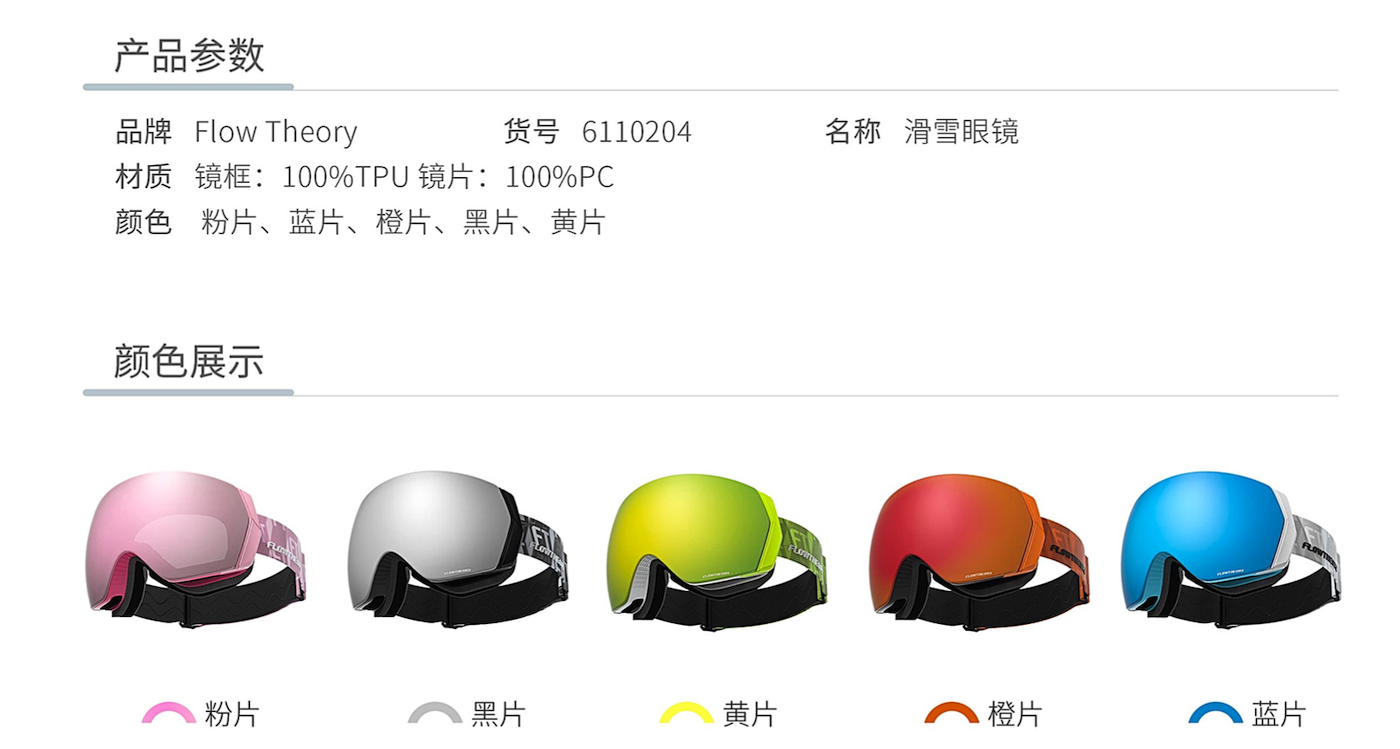 产品参数
品牌 Flow Theory 货号 6110204 名称 滑雪眼镜
材质 镜框：100%TPU 镜片：100%PC
颜色 粉片、蓝片、橙片、黑片、黄片
颜色展示
粉片 黑片 黄片 橙片 蓝片